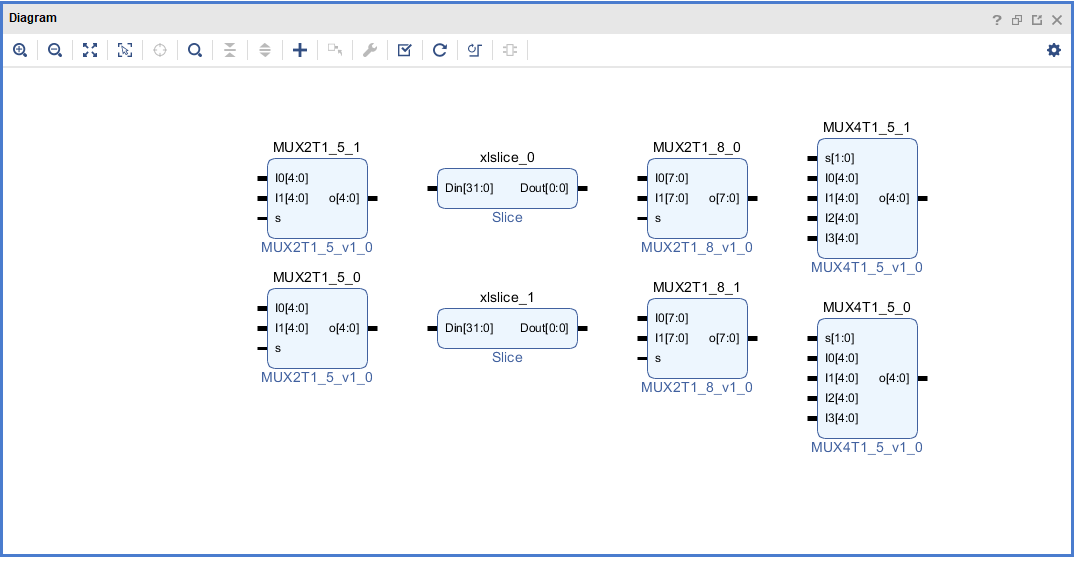 Diagram
?
MUX2T1_5_1
I0[4:0]
I1[4:0] o[4:0]
s
MUX2T1_5_v1_0
xlslice_0
Din[31:0] Dout[0:0]
Slice
MUX2T1_8_0
I0[7:0]
I1[7:0] o[7:0]
s
MUX2T1_8_v1_0
MUX4T1_5_1
s[1:0]
I0[4:0]
I1[4:0] o[4:0]
I2[4:0]
I3[4:0]
MUX4T1_5_v1_0
MUX2T1_5_0
I0[4:0]
I1[4:0] o[4:0]
s
MUX2T1_5_v1_0
xlslice_1
Din[31:0] Dout[0:0]
Slice
MUX2T1_8_1
I0[7:0]
I1[7:0] o[7:0]
s
MUX2T1_8_v1_0
MUX4T1_5_0
s[1:0]
I0[4:0]
I1[4:0] o[4:0]
I2[4:0]
I3[4:0]
MUX4T1_5_v1_0